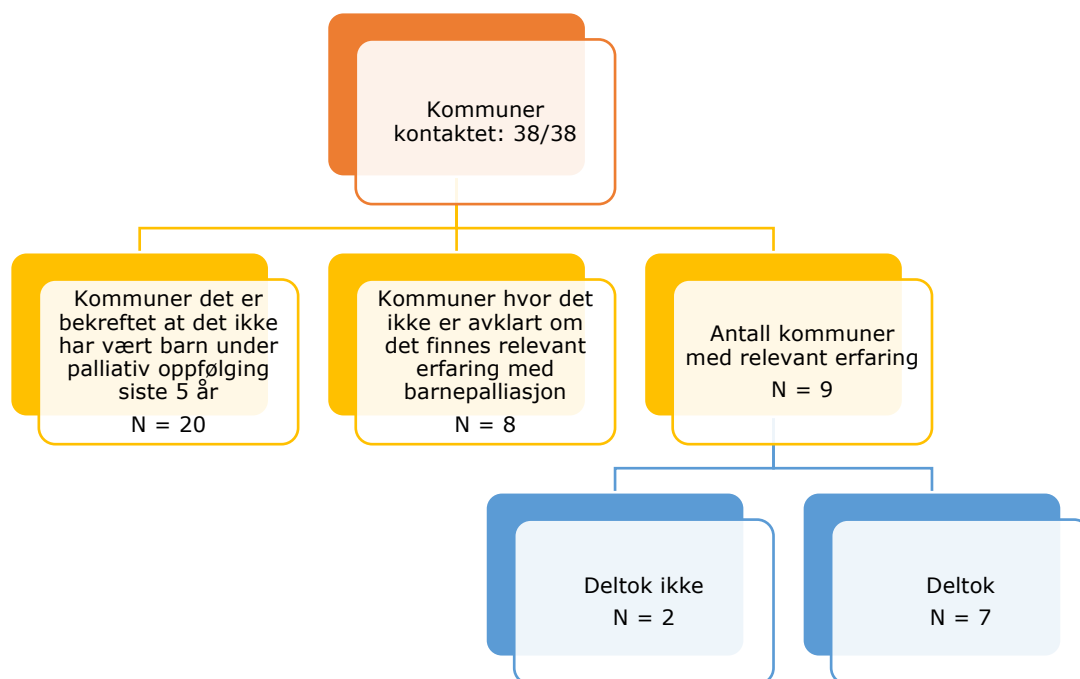 Kommuner
kontaktet: 38/38
Kommuner det er
bekreftet at det ikke
har vært barn under
palliativ oppfølging
siste 5 år
N = 20
Kommuner hvor det
ikke er avklart om
det finnes relevant
erfaring med
barnepalliasjon
N = 8
Antall kommuner
med relevant erfaring
N = 9
Deltok ikke
N = 2
Deltok
N = 7